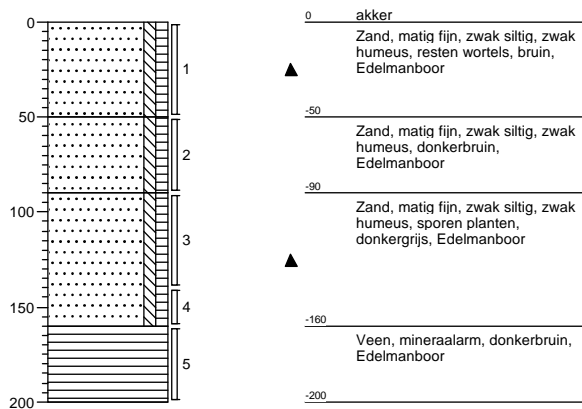 0
50
100
150
200
1
2
3
4
5
0 akker
Zand, matig fijn, zwak siltig, zwak
humeus, resten wortels, bruin,
Edelmanboor
-50
Zand, matig fijn, zwak siltig, zwak
humeus, donkerbruin,
Edelmanboor
-90
Zand, matig fijn, zwak siltig, zwak
humeus, sporen planten,
donkergrijs, Edelmanboor
-160
Veen, mineraalarm, donkerbruin,
Edelmanboor
-200